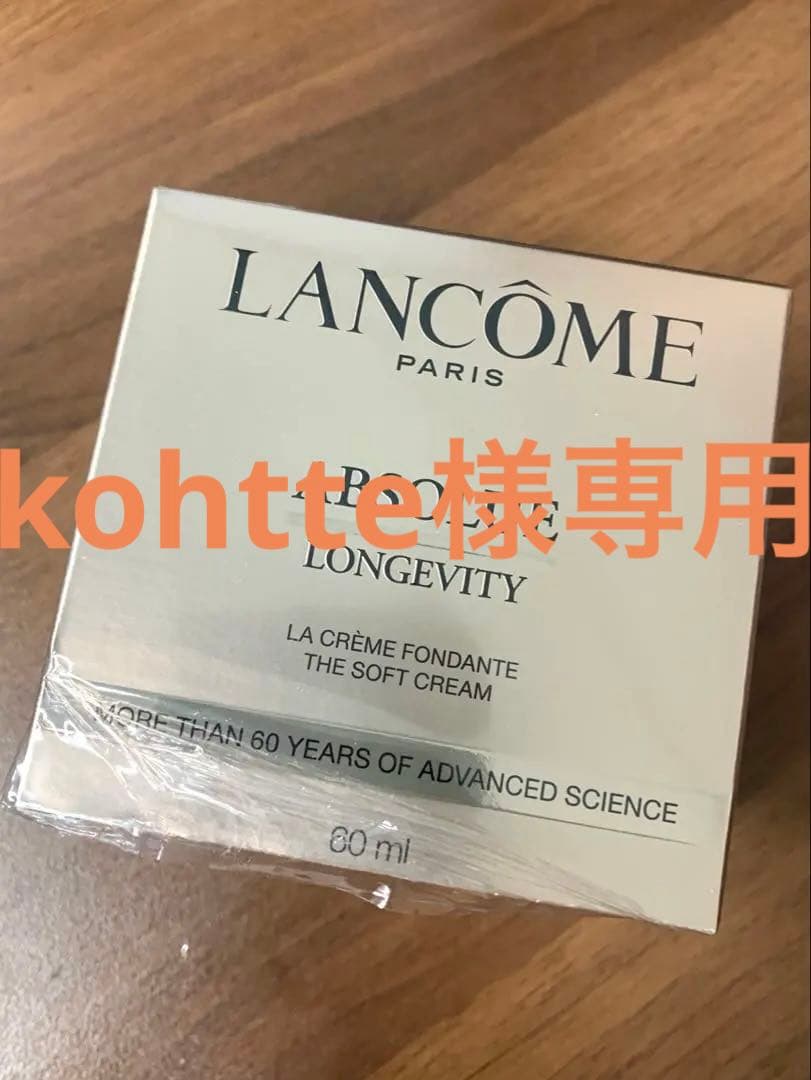 LANCÔME
PARIS
kohtte様専用
ABSOLUE
LONGEVITY
LA CRÈME FONDANTE
THE SOFT CREAM
MORE THAN 60 YEARS OF ADVANCED SCIENCE
60 ml